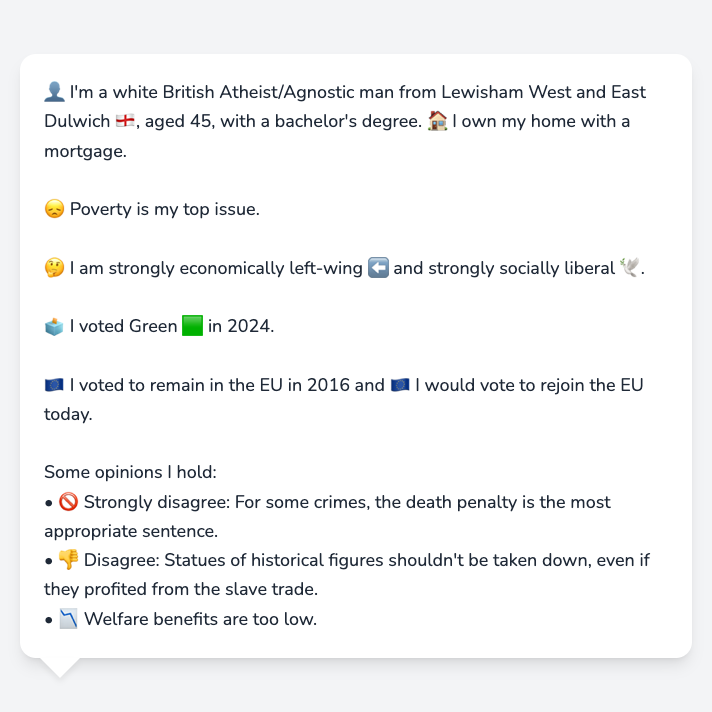 👤 I'm a white British Atheist/Agnostic man from Lewisham West and East
Dulwich 🏴󠁧󠁢󠁥󠁮󠁧󠁿, aged 45, with a bachelor's degree. 🏠 I own my home with a
mortgage.
😞 Poverty is my top issue.
🤔 I am strongly economically left-wing ⬅️ and strongly socially liberal 🕊️.
🗳️ I voted Green 🟩 in 2024.
🇪🇺 I voted to remain in the EU in 2016 and 🇪🇺 I would vote to rejoin the EU
today.
Some opinions I hold:
• 🚫 Strongly disagree: For some crimes, the death penalty is the most
appropriate sentence.
• 👎 Disagree: Statues of historical figures shouldn't be taken down, even if
they profited from the slave trade.
• 📉 Welfare benefits are too low.